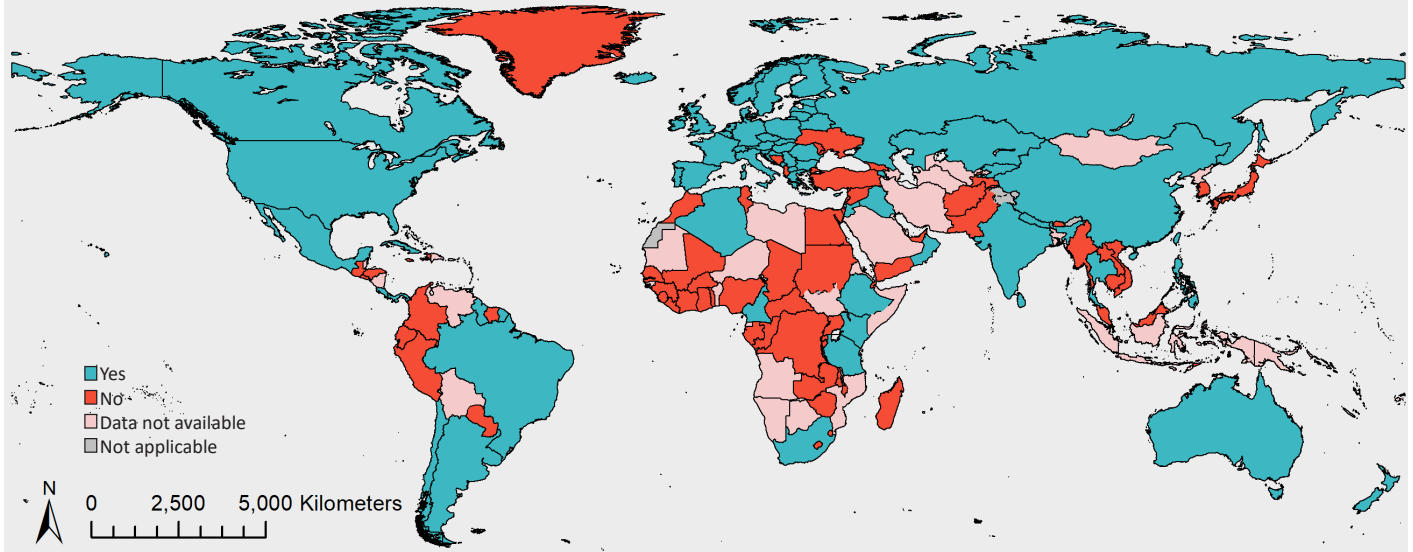 Yes
No
Data not available
Not applicable
N
0 2,500 5,000 Kilometers